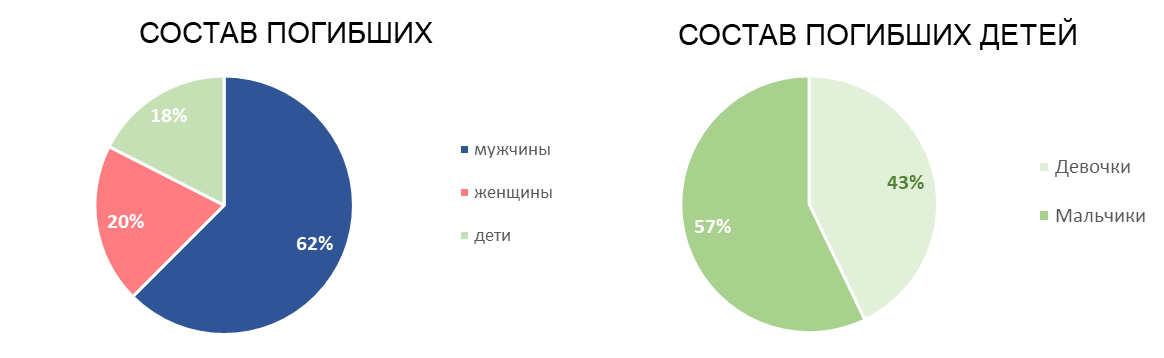 СОСТАВ ПОГИБШИХ
18%
20%
62%
мужчины
женщины
дети
СОСТАВ ПОГИБШИХ ДЕТЕЙ
43%
57%
Девочки
Мальчики